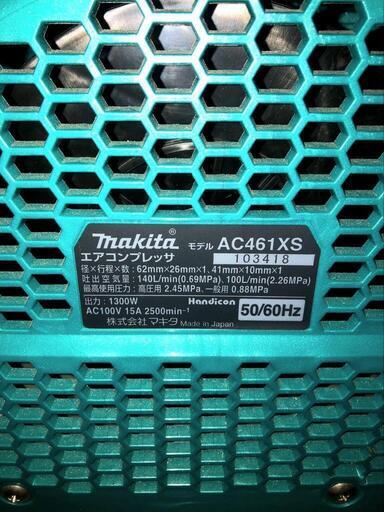 makita モデル AC461XS
エアコンプレッサ 103418
径×行程×数：62mm×26mm×1、41mm×10mm×1
吐出空気量：140L/min(0.69MPa)、100L/min(2.26MPa)
最高使用圧力：高圧用 2.45MPa、一般用 0.88MPa
出力：1300W Handicon
AC100V 15A 2500min⁻¹ 50/60Hz
株式会社マキタ Made in Japan